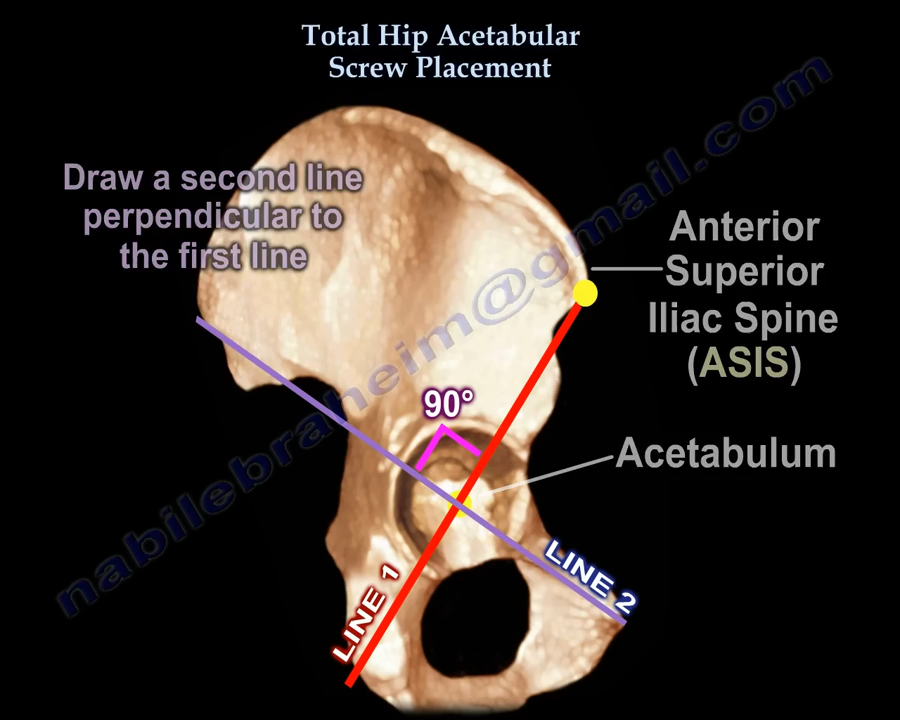 Total Hip Acetabular
Screw Placement
Draw a second line
perpendicular to
the first line
Anterior
Superior
Iliac Spine
(ASIS)
90°
Acetabulum
LINE 1
LINE 2
nabilebraheim@gmail.com